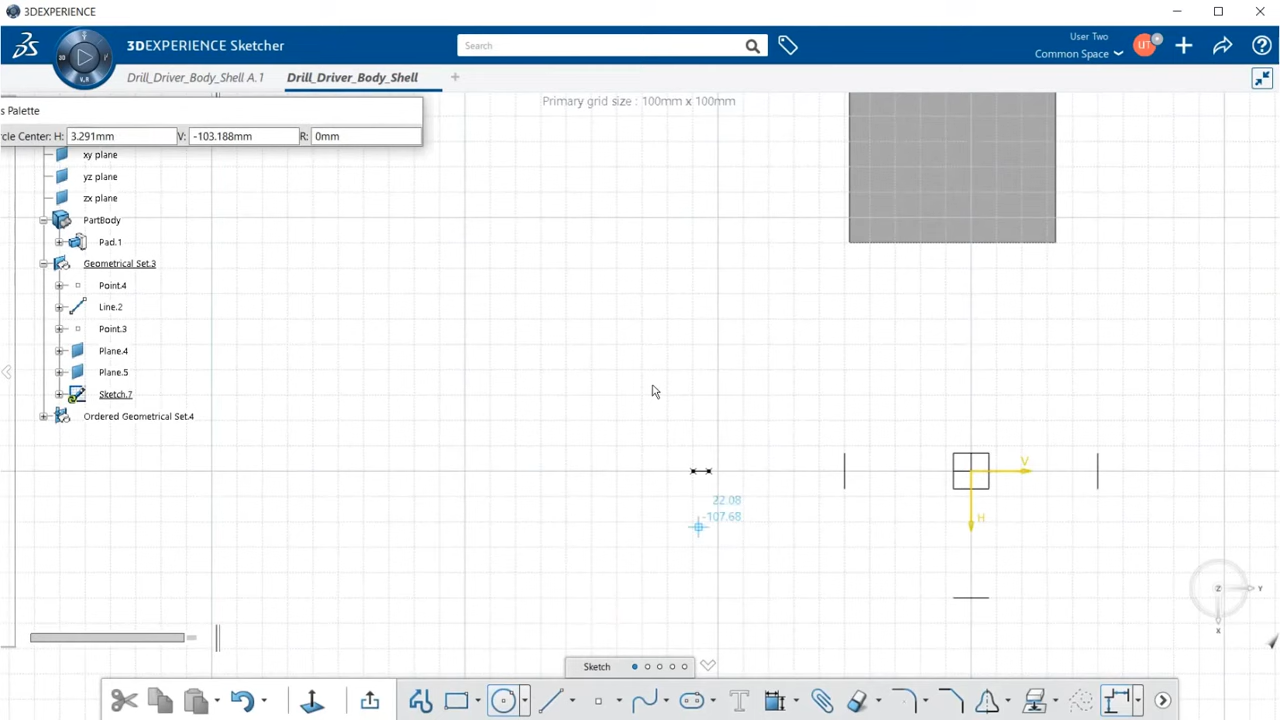 3DEXPERIENCE
3DEXPERIENCE Sketcher
Search
User Two
Common Space
UT
3D
V.R
Drill_Driver_Body_Shell A.1
Drill_Driver_Body_Shell
s Palette
Primary grid size : 100mm x 100mm
rcle Center: H: 3.291mm V: -103.188mm R: 0mm
xy plane
yz plane
zx plane
PartBody
Pad.1
Geometrical Set.3
Point.4
Line.2
Point.3
Plane.4
Plane.5
Sketch.7
Ordered Geometrical Set.4
V
H
22.08
-107.68
Z
Y
X
Sketch